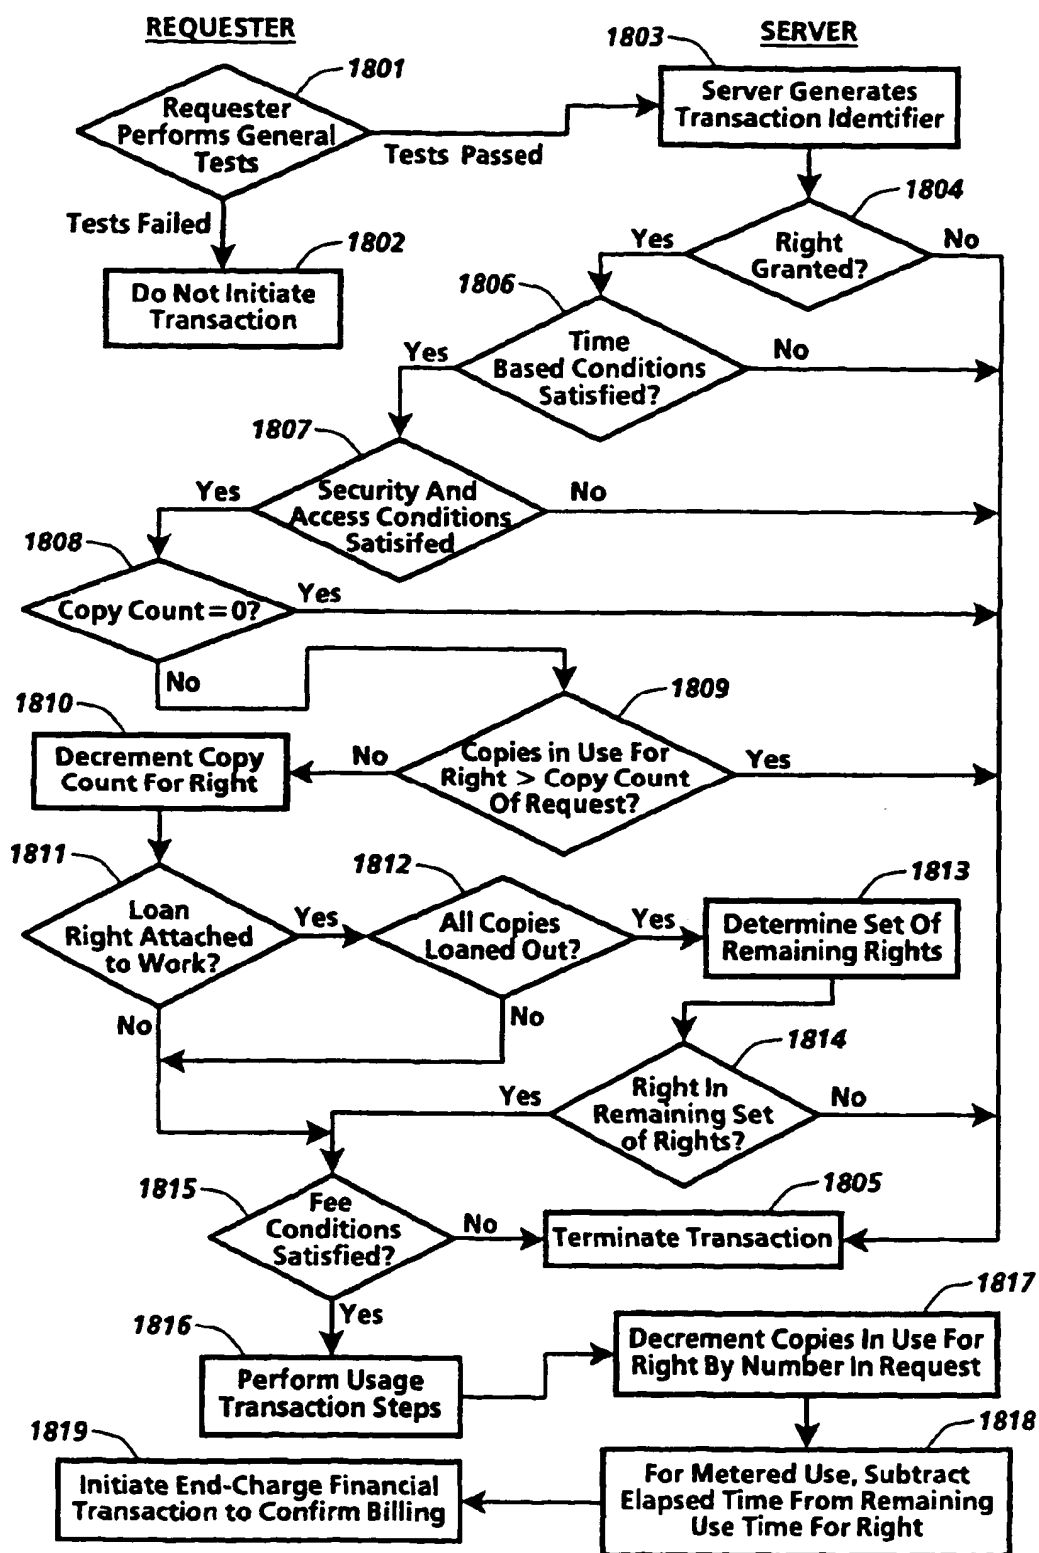 REQUESTER
SERVER
1801
Requester
Performs General
Tests
Tests Passed
Tests Failed
1802
Do Not Initiate
Transaction
1803
Server Generates
Transaction Identifier
1804
Right
Granted?
Yes
No
1806
Time
Based Conditions
Satisfied?
Yes
No
1807
Security And
Access Conditions
Satisifed
Yes
No
1808
Copy Count = 0?
Yes
No
1809
Copies in Use For
Right > Copy Count
Of Request?
No
Yes
1810
Decrement Copy
Count For Right
1811
Loan
Right Attached
to Work?
Yes
No
1812
All Copies
Loaned Out?
Yes
No
1813
Determine Set Of
Remaining Rights
1814
Right In
Remaining Set
of Rights?
Yes
No
1815
Fee
Conditions
Satisfied?
No
Yes
1805
Terminate Transaction
1816
Perform Usage
Transaction Steps
1817
Decrement Copies In Use For
Right By Number In Request
1818
For Metered Use, Subtract
Elapsed Time From Remaining
Use Time For Right
1819
Initiate End-Charge Financial
Transaction to Confirm Billing